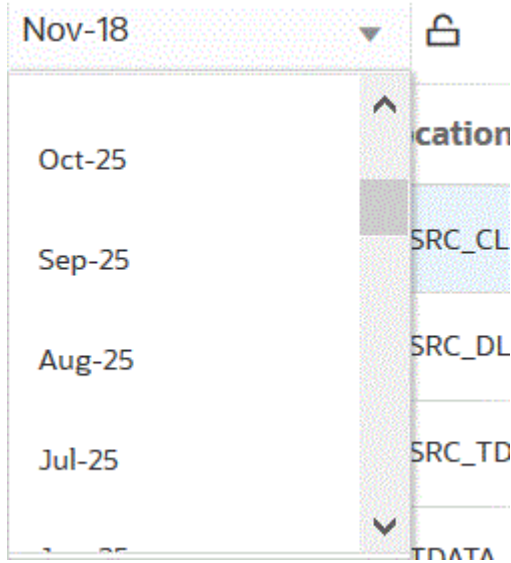 Nov-18
cation
Oct-25
SRC_CL
Sep-25
SRC_DL
Aug-25
SRC_TD
Jul-25
TDATA